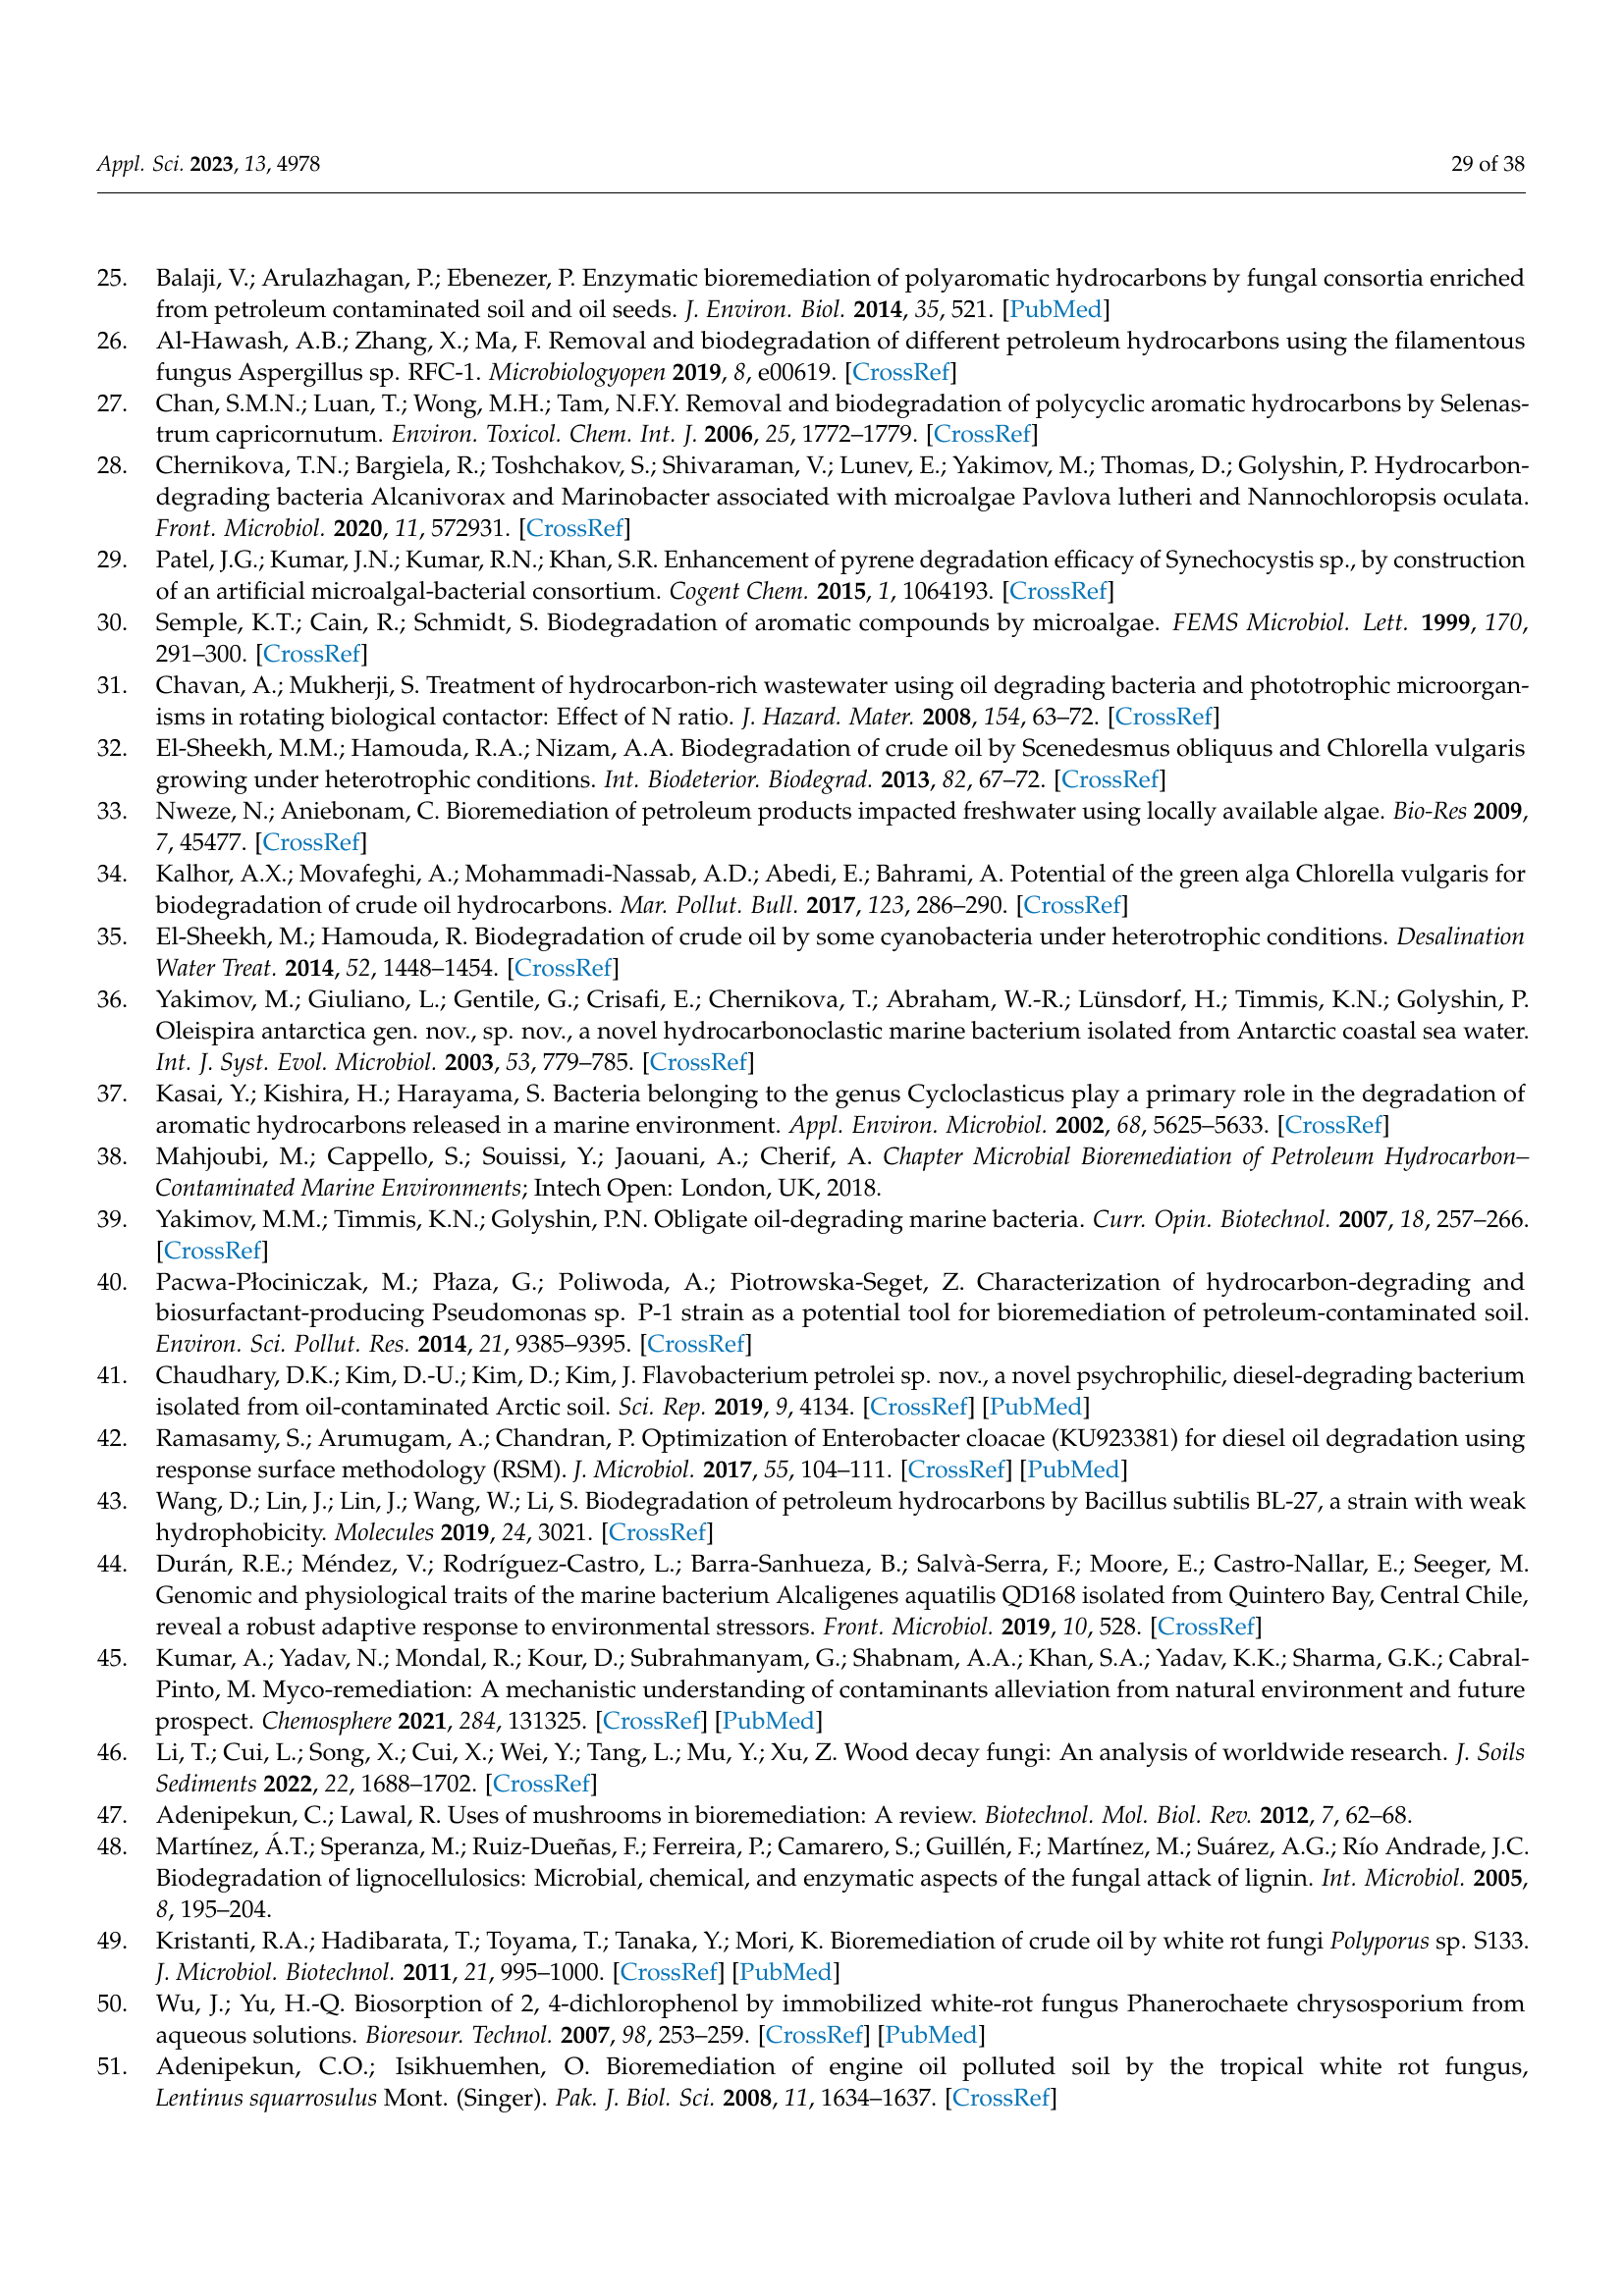 Appl. Sci. 2023, 13, 4978
29 of 38
25. Balaji, V.; Arulazhagan, P.; Ebenezer, P. Enzymatic bioremediation of polyaromatic hydrocarbons by fungal consortia enriched
from petroleum contaminated soil and oil seeds. J. Environ. Biol. 2014, 35, 521. [PubMed]
26. Al-Hawash, A.B.; Zhang, X.; Ma, F. Removal and biodegradation of different petroleum hydrocarbons using the filamentous
fungus Aspergillus sp. RFC-1. Microbiologyopen 2019, 8, e00619. [CrossRef]
27. Chan, S.M.N.; Luan, T.; Wong, M.H.; Tam, N.F.Y. Removal and biodegradation of polycyclic aromatic hydrocarbons by Selenas-
trum capricornutum. Environ. Toxicol. Chem. Int. J. 2006, 25, 1772–1779. [CrossRef]
28. Chernikova, T.N.; Bargiela, R.; Toshchakov, S.; Shivaraman, V.; Lunev, E.; Yakimov, M.; Thomas, D.; Golyshin, P. Hydrocarbon-
degrading bacteria Alcanivorax and Marinobacter associated with microalgae Pavlova lutheri and Nannochloropsis oculata.
Front. Microbiol. 2020, 11, 572931. [CrossRef]
29. Patel, J.G.; Kumar, J.N.; Kumar, R.N.; Khan, S.R. Enhancement of pyrene degradation efficacy of Synechocystis sp., by construction
of an artificial microalgal-bacterial consortium. Cogent Chem. 2015, 1, 1064193. [CrossRef]
30. Semple, K.T.; Cain, R.; Schmidt, S. Biodegradation of aromatic compounds by microalgae. FEMS Microbiol. Lett. 1999, 170,
291–300. [CrossRef]
31. Chavan, A.; Mukherji, S. Treatment of hydrocarbon-rich wastewater using oil degrading bacteria and phototrophic microorgan-
isms in rotating biological contactor: Effect of N ratio. J. Hazard. Mater. 2008, 154, 63–72. [CrossRef]
32. El-Sheekh, M.M.; Hamouda, R.A.; Nizam, A.A. Biodegradation of crude oil by Scenedesmus obliquus and Chlorella vulgaris
growing under heterotrophic conditions. Int. Biodeterior. Biodegrad. 2013, 82, 67–72. [CrossRef]
33. Nweze, N.; Aniebonam, C. Bioremediation of petroleum products impacted freshwater using locally available algae. Bio-Res 2009,
7, 45477. [CrossRef]
34. Kalhor, A.X.; Movafeghi, A.; Mohammadi-Nassab, A.D.; Abedi, E.; Bahrami, A. Potential of the green alga Chlorella vulgaris for
biodegradation of crude oil hydrocarbons. Mar. Pollut. Bull. 2017, 123, 286–290. [CrossRef]
35. El-Sheekh, M.; Hamouda, R. Biodegradation of crude oil by some cyanobacteria under heterotrophic conditions. Desalination
Water Treat. 2014, 52, 1448–1454. [CrossRef]
36. Yakimov, M.; Giuliano, L.; Gentile, G.; Crisafi, E.; Chernikova, T.; Abraham, W.-R.; Lünsdorf, H.; Timmis, K.N.; Golyshin, P.
Oleispira antarctica gen. nov., sp. nov., a novel hydrocarbonoclastic marine bacterium isolated from Antarctic coastal sea water.
Int. J. Syst. Evol. Microbiol. 2003, 53, 779–785. [CrossRef]
37. Kasai, Y.; Kishira, H.; Harayama, S. Bacteria belonging to the genus Cycloclasticus play a primary role in the degradation of
aromatic hydrocarbons released in a marine environment. Appl. Environ. Microbiol. 2002, 68, 5625–5633. [CrossRef]
38. Mahjoubi, M.; Cappello, S.; Souissi, Y.; Jaouani, A.; Cherif, A. Chapter Microbial Bioremediation of Petroleum Hydrocarbon–
Contaminated Marine Environments; Intech Open: London, UK, 2018.
39. Yakimov, M.M.; Timmis, K.N.; Golyshin, P.N. Obligate oil-degrading marine bacteria. Curr. Opin. Biotechnol. 2007, 18, 257–266.
[CrossRef]
40. Pacwa-Płociniczak, M.; Płaza, G.; Poliwoda, A.; Piotrowska-Seget, Z. Characterization of hydrocarbon-degrading and
biosurfactant-producing Pseudomonas sp. P-1 strain as a potential tool for bioremediation of petroleum-contaminated soil.
Environ. Sci. Pollut. Res. 2014, 21, 9385–9395. [CrossRef]
41. Chaudhary, D.K.; Kim, D.-U.; Kim, D.; Kim, J. Flavobacterium petrolei sp. nov., a novel psychrophilic, diesel-degrading bacterium
isolated from oil-contaminated Arctic soil. Sci. Rep. 2019, 9, 4134. [CrossRef] [PubMed]
42. Ramasamy, S.; Arumugam, A.; Chandran, P. Optimization of Enterobacter cloacae (KU923381) for diesel oil degradation using
response surface methodology (RSM). J. Microbiol. 2017, 55, 104–111. [CrossRef] [PubMed]
43. Wang, D.; Lin, J.; Lin, J.; Wang, W.; Li, S. Biodegradation of petroleum hydrocarbons by Bacillus subtilis BL-27, a strain with weak
hydrophobicity. Molecules 2019, 24, 3021. [CrossRef]
44. Durán, R.E.; Méndez, V.; Rodríguez-Castro, L.; Barra-Sanhueza, B.; Salvà-Serra, F.; Moore, E.; Castro-Nallar, E.; Seeger, M.
Genomic and physiological traits of the marine bacterium Alcaligenes aquatilis QD168 isolated from Quintero Bay, Central Chile,
reveal a robust adaptive response to environmental stressors. Front. Microbiol. 2019, 10, 528. [CrossRef]
45. Kumar, A.; Yadav, N.; Mondal, R.; Kour, D.; Subrahmanyam, G.; Shabnam, A.A.; Khan, S.A.; Yadav, K.K.; Sharma, G.K.; Cabral-
Pinto, M. Myco-remediation: A mechanistic understanding of contaminants alleviation from natural environment and future
prospect. Chemosphere 2021, 284, 131325. [CrossRef] [PubMed]
46. Li, T.; Cui, L.; Song, X.; Cui, X.; Wei, Y.; Tang, L.; Mu, Y.; Xu, Z. Wood decay fungi: An analysis of worldwide research. J. Soils
Sediments 2022, 22, 1688–1702. [CrossRef]
47. Adenipekun, C.; Lawal, R. Uses of mushrooms in bioremediation: A review. Biotechnol. Mol. Biol. Rev. 2012, 7, 62–68.
48. Martínez, Á.T.; Speranza, M.; Ruiz-Dueñas, F.; Ferreira, P.; Camarero, S.; Guillén, F.; Martínez, M.; Suárez, A.G.; Río Andrade, J.C.
Biodegradation of lignocellulosics: Microbial, chemical, and enzymatic aspects of the fungal attack of lignin. Int. Microbiol. 2005,
8, 195–204.
49. Kristanti, R.A.; Hadibarata, T.; Toyama, T.; Tanaka, Y.; Mori, K. Bioremediation of crude oil by white rot fungi Polyporus sp. S133.
J. Microbiol. Biotechnol. 2011, 21, 995–1000. [CrossRef] [PubMed]
50. Wu, J.; Yu, H.-Q. Biosorption of 2, 4-dichlorophenol by immobilized white-rot fungus Phanerochaete chrysosporium from
aqueous solutions. Bioresour. Technol. 2007, 98, 253–259. [CrossRef] [PubMed]
51. Adenipekun, C.O.; Isikhuemhen, O. Bioremediation of engine oil polluted soil by the tropical white rot fungus,
Lentinus squarrosulus Mont. (Singer). Pak. J. Biol. Sci. 2008, 11, 1634–1637. [CrossRef]